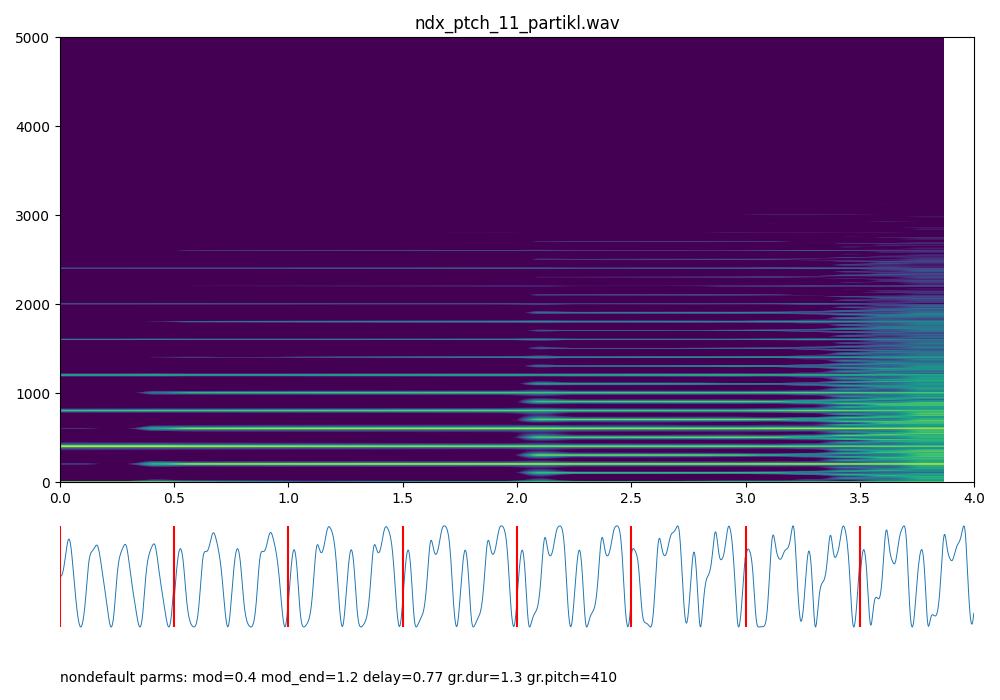 ndx_ptch_11_partikl.wav
5000
4000
3000
2000
1000
0
0.0 0.5 1.0 1.5 2.0 2.5 3.0 3.5 4.0
nondefault parms: mod=0.4 mod_end=1.2 delay=0.77 gr.dur=1.3 gr.pitch=410